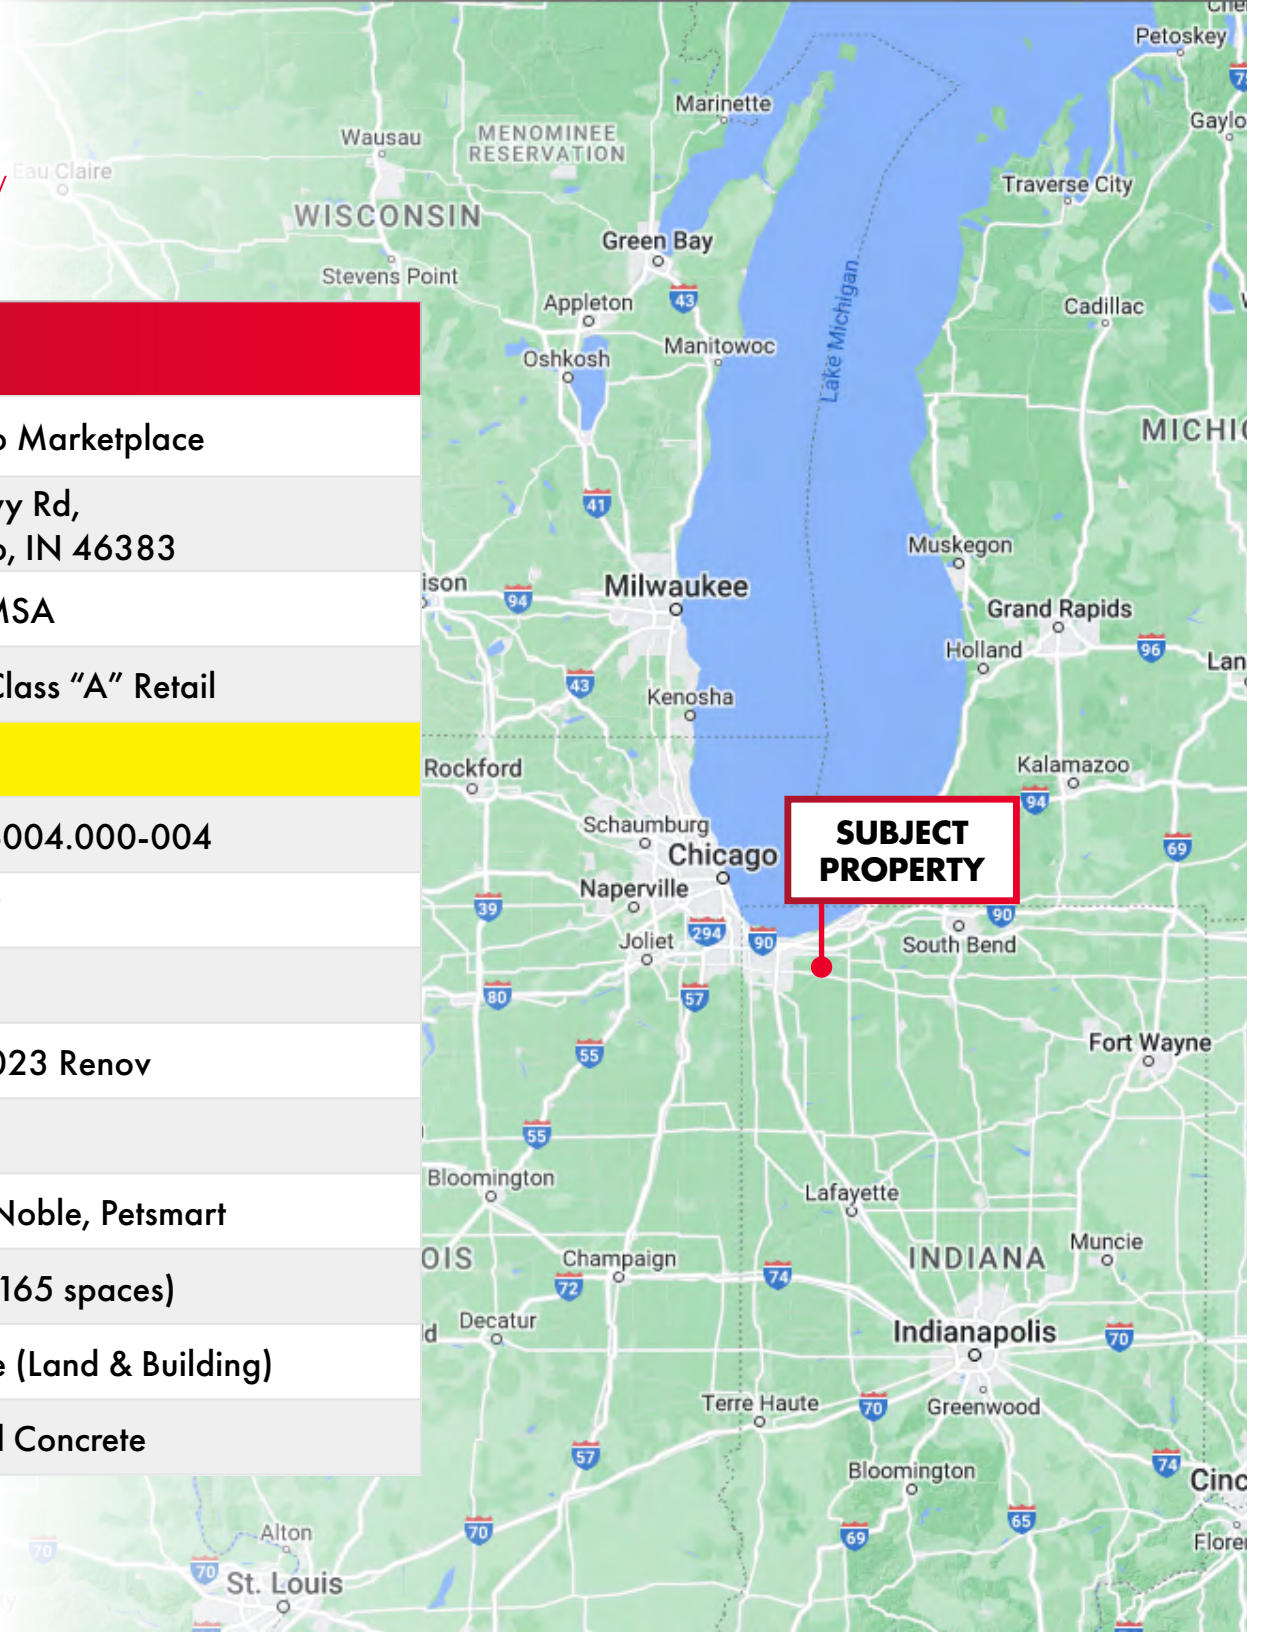 Petoskey
Marinette
Gaylo
Wausau
MENOMINEE
RESERVATION
Eau Claire
Traverse City
WISCONSIN
Green Bay
Stevens Point
Appleton
43
Cadillac
Lake Michigan
Manitowoc
Oshkosh
o Marketplace
MICHIG
41
vy Rd,
o, IN 46383
Muskegon
ison
94
Milwaukee
MSA
Grand Rapids
Holland
96
Lan
Class “A” Retail
43
Kenosha
Rockford
Kalamazoo
94
-004.000-004
Schaumburg
Chicago
SUBJECT
PROPERTY
69
Naperville
39
294
90
90
Joliet
South Bend
80
57
023 Renov
55
Fort Wayne
55
Bloomington
Lafayette
Noble, Petsmart
OIS
Champaign
INDIANA
Muncie
72
74
165 spaces)
Decatur
ld
Indianapolis
70
e (Land & Building)
Terre Haute
70
Greenwood
d Concrete
57
Bloomington
74
Cinc
70
65
69
Alton
70
70
St. Louis
Flore